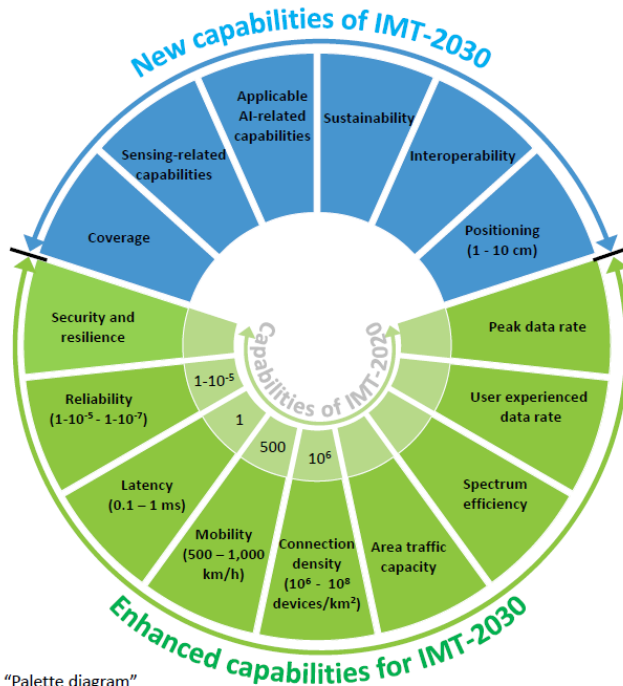 New capabilities of IMT-2030
Coverage
Sensing-related
capabilities
Applicable
AI-related
capabilities
Sustainability
Interoperability
Positioning
(1 - 10 cm)
Capabilities of IMT-2020
Security and
resilience
Peak data rate
Reliability
(1-10⁻⁵ - 1-10⁻⁷)
1-10⁻⁵
User experienced
data rate
Latency
(0.1 – 1 ms)
1
Spectrum
efficiency
Mobility
(500 – 1,000
km/h)
500
Connection
density
(10⁶ - 10⁸
devices/km²)
10⁶
Area traffic
capacity
Enhanced capabilities for IMT-2030
“Palette diagram”